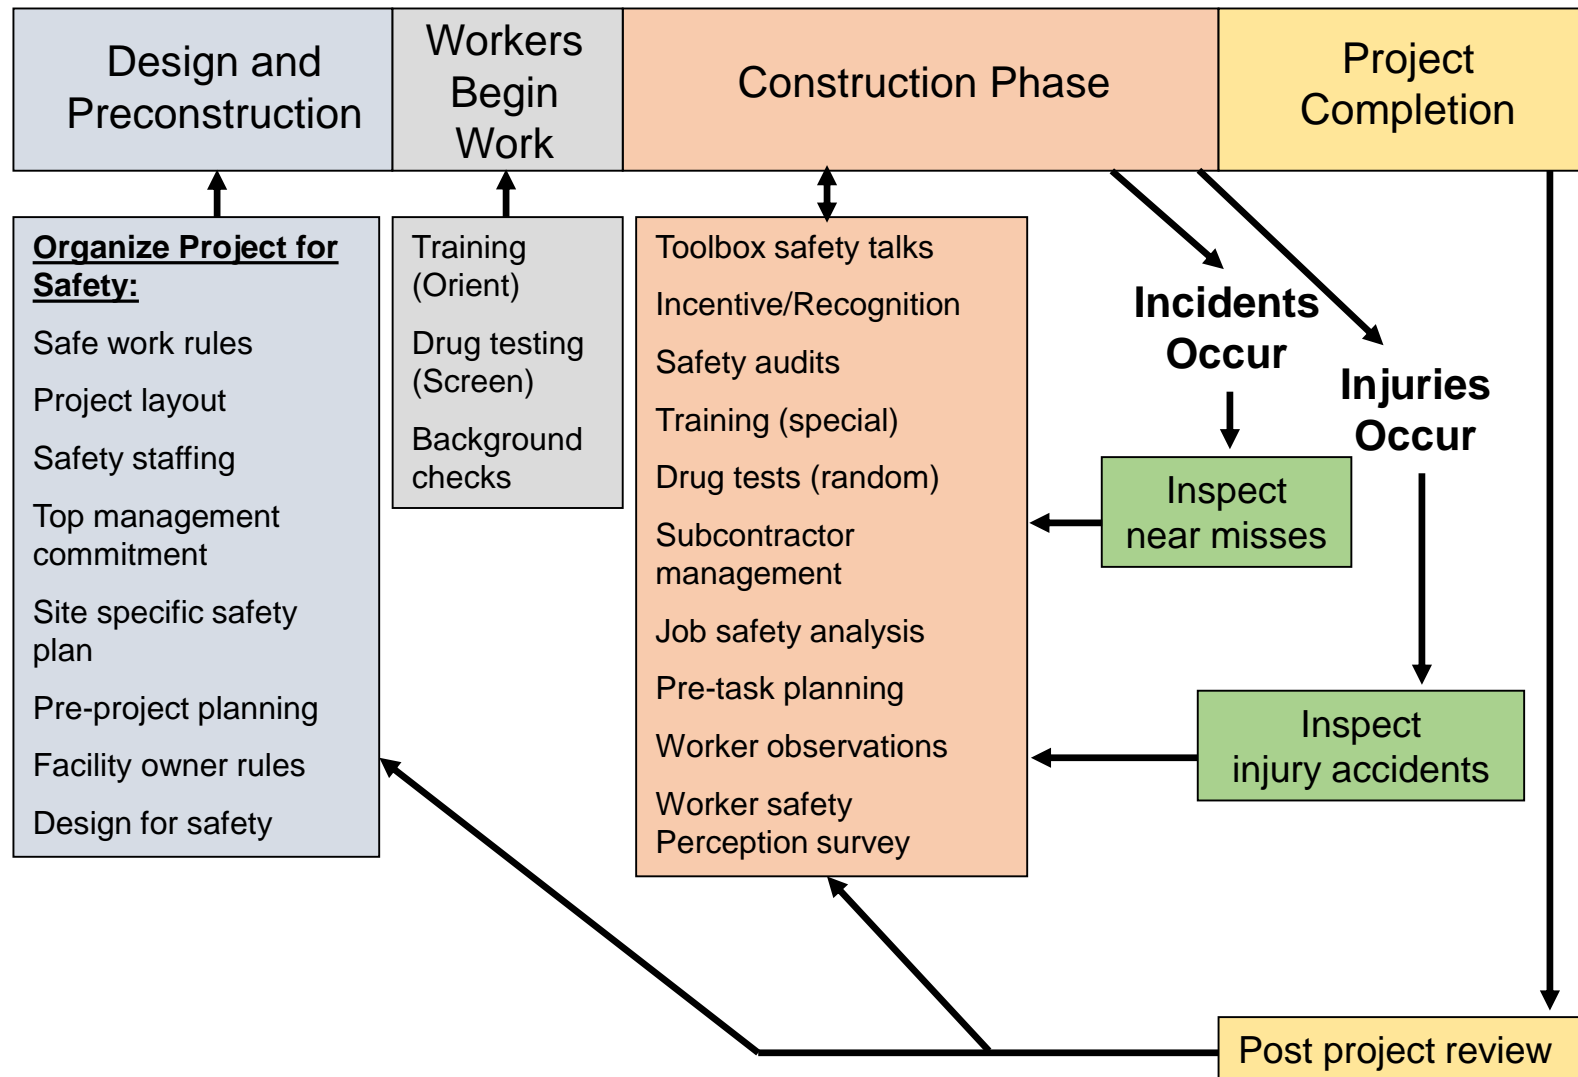 Design and
Preconstruction
Workers
Begin
Work
Construction Phase
Project
Completion
Organize Project for
Safety:
Safe work rules
Project layout
Safety staffing
Top management
commitment
Site specific safety
plan
Pre-project planning
Facility owner rules
Design for safety
Training
(Orient)
Drug testing
(Screen)
Background
checks
Toolbox safety talks
Incentive/Recognition
Safety audits
Training (special)
Drug tests (random)
Subcontractor
management
Job safety analysis
Pre-task planning
Worker observations
Worker safety
Perception survey
Incidents
Occur
Injuries
Occur
Inspect
near misses
Inspect
injury accidents
Post project review